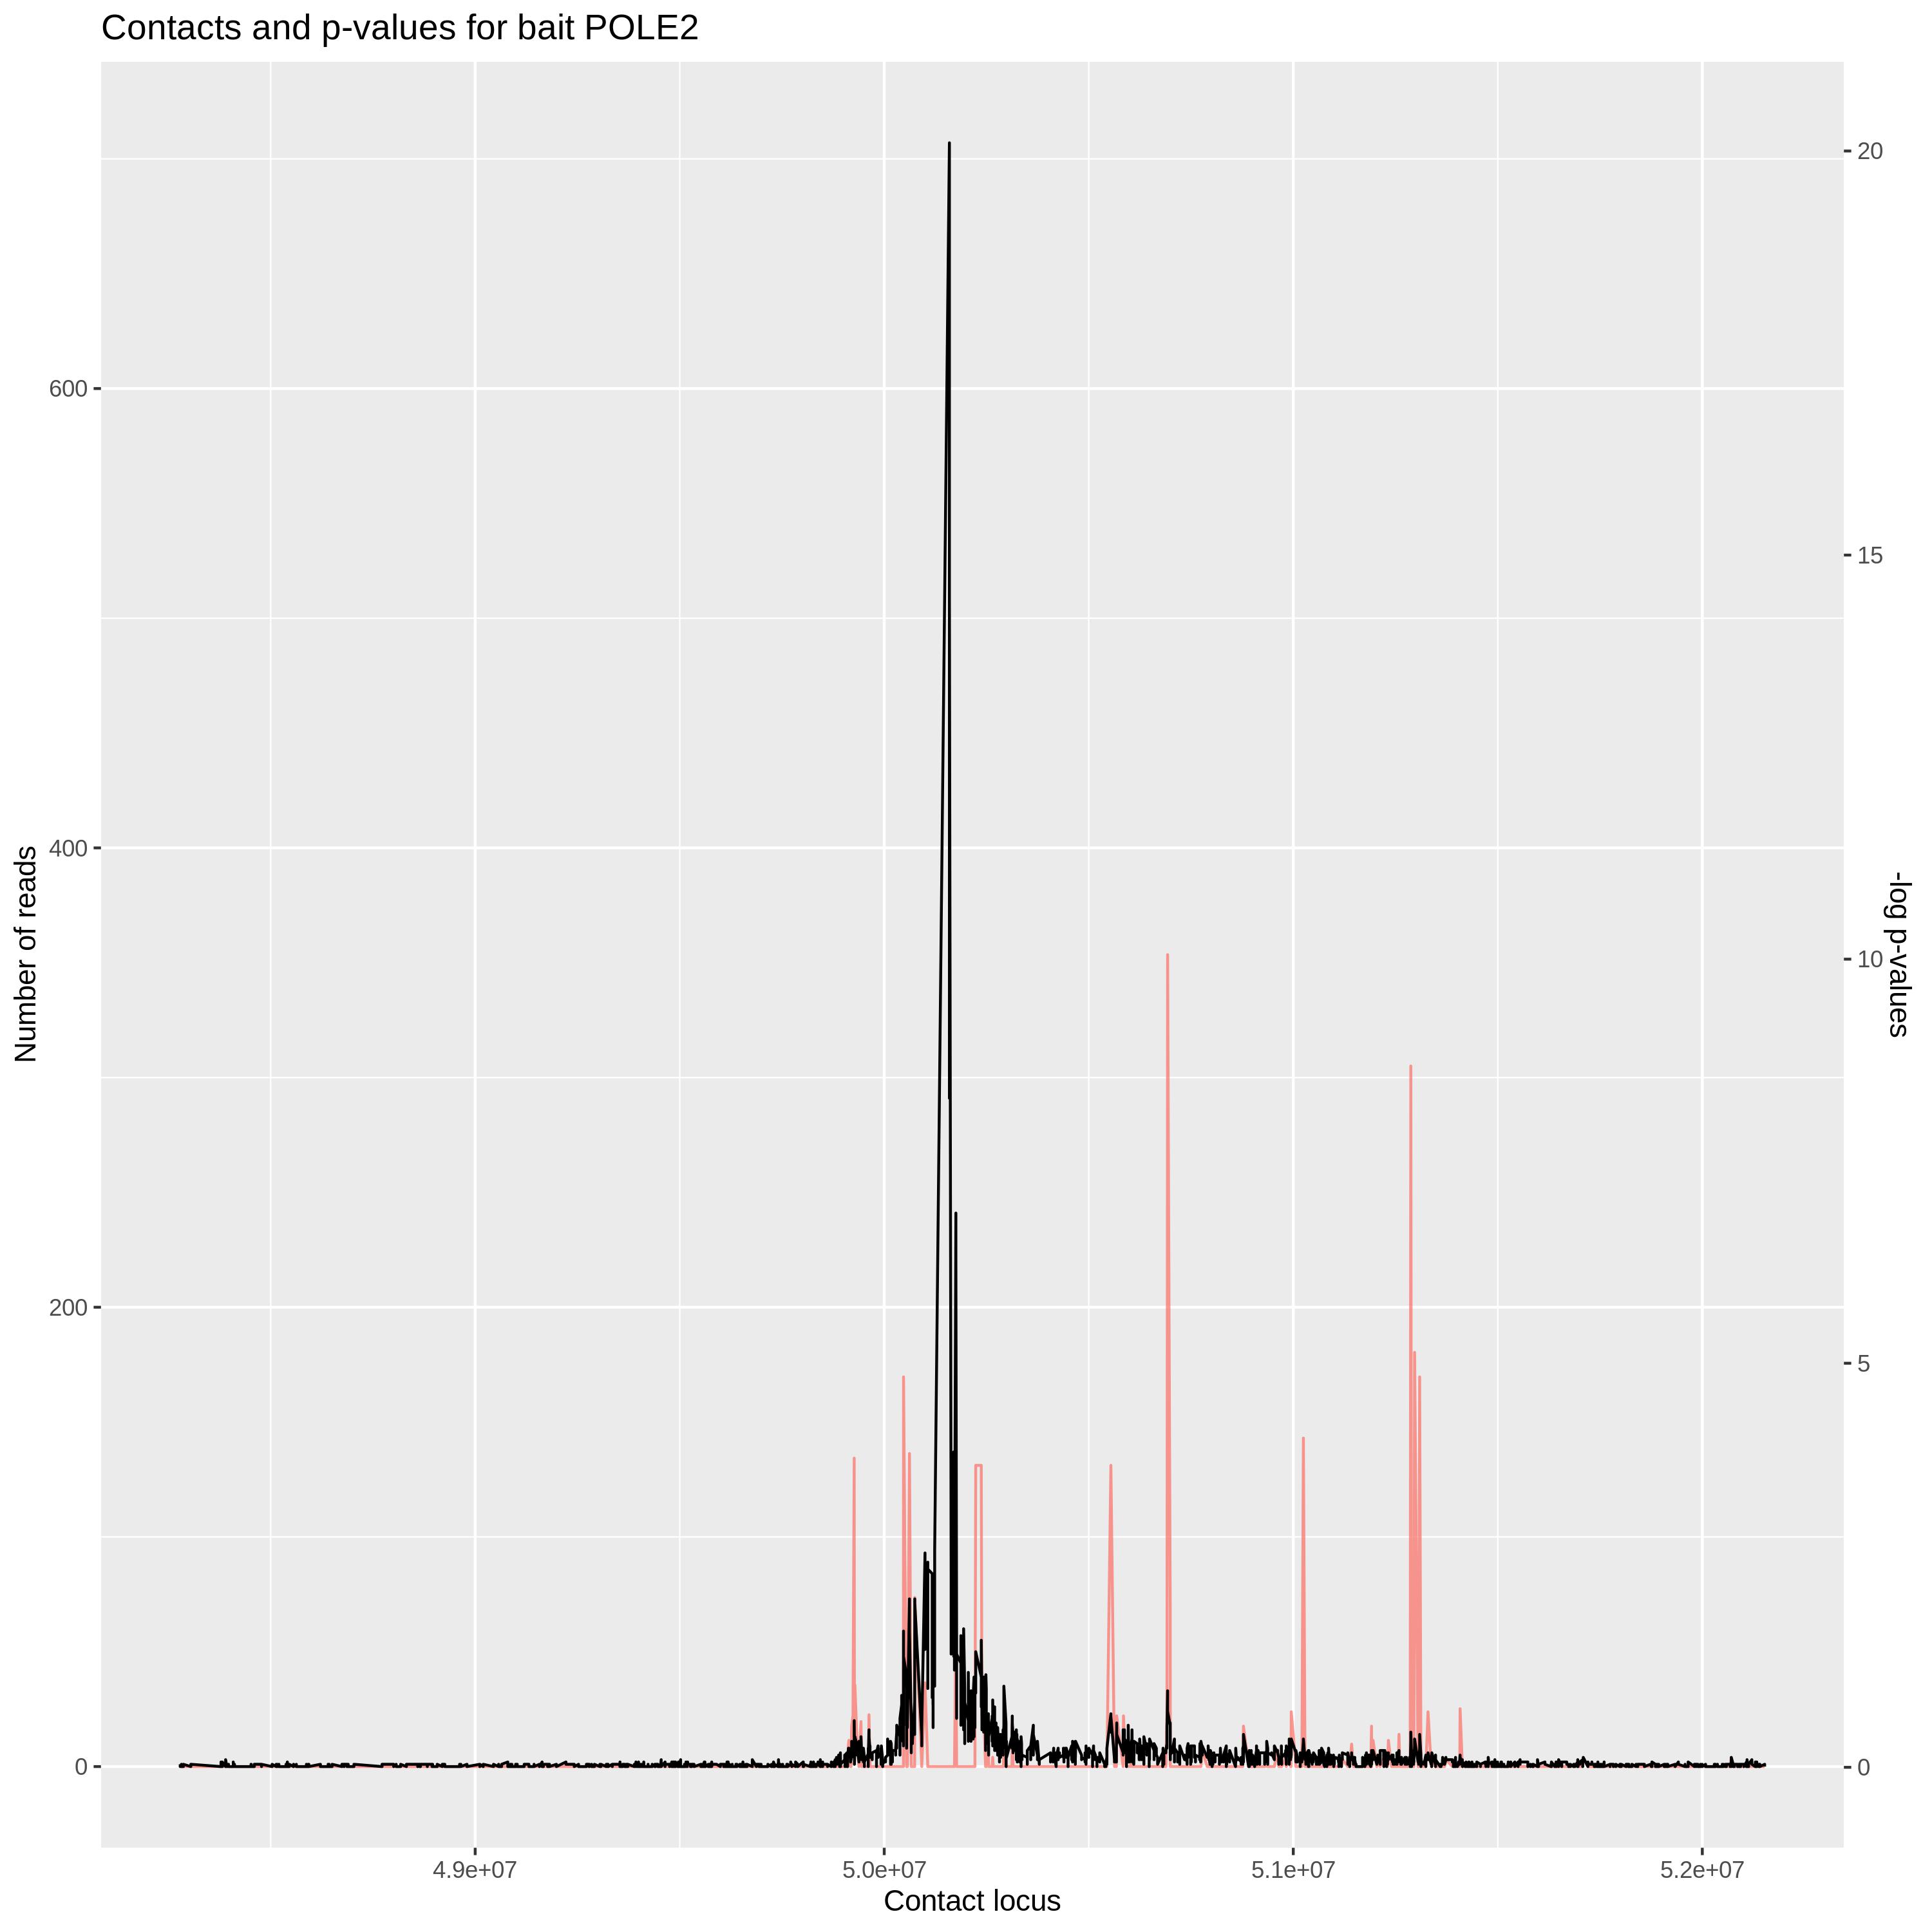 Contacts and p-values for bait POLE2
Number of reads
600
400
200
0
20
15
10
5
0
-log p-values
4.9e+07
5.0e+07
5.1e+07
5.2e+07
Contact locus